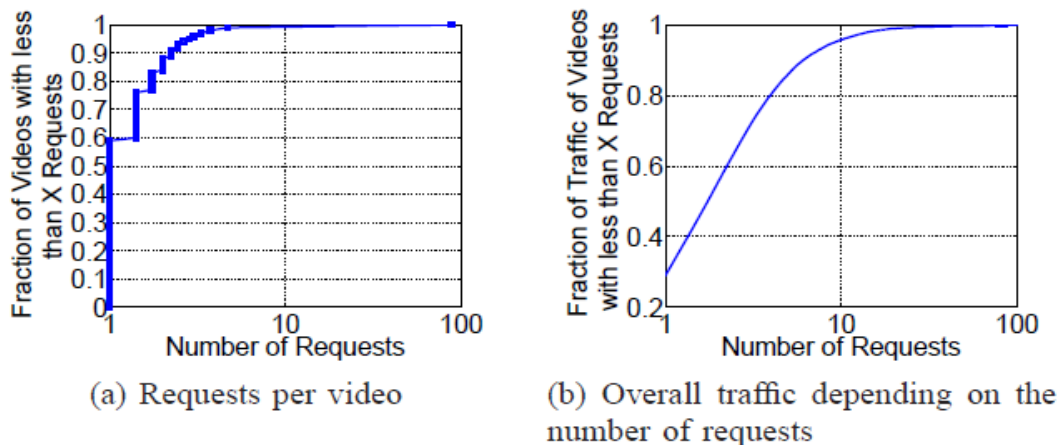 Fraction of Videos with less
than X Requests
1
0.9
0.8
0.7
0.6
0.5
0.4
0.3
0.2
0.1
0
1 10 100
Number of Requests
(a) Requests per video
Fraction of Traffic of Videos
with less than X Requests
1
0.8
0.6
0.4
0.2
1 10 100
Number of Requests
(b) Overall traffic depending on the
number of requests